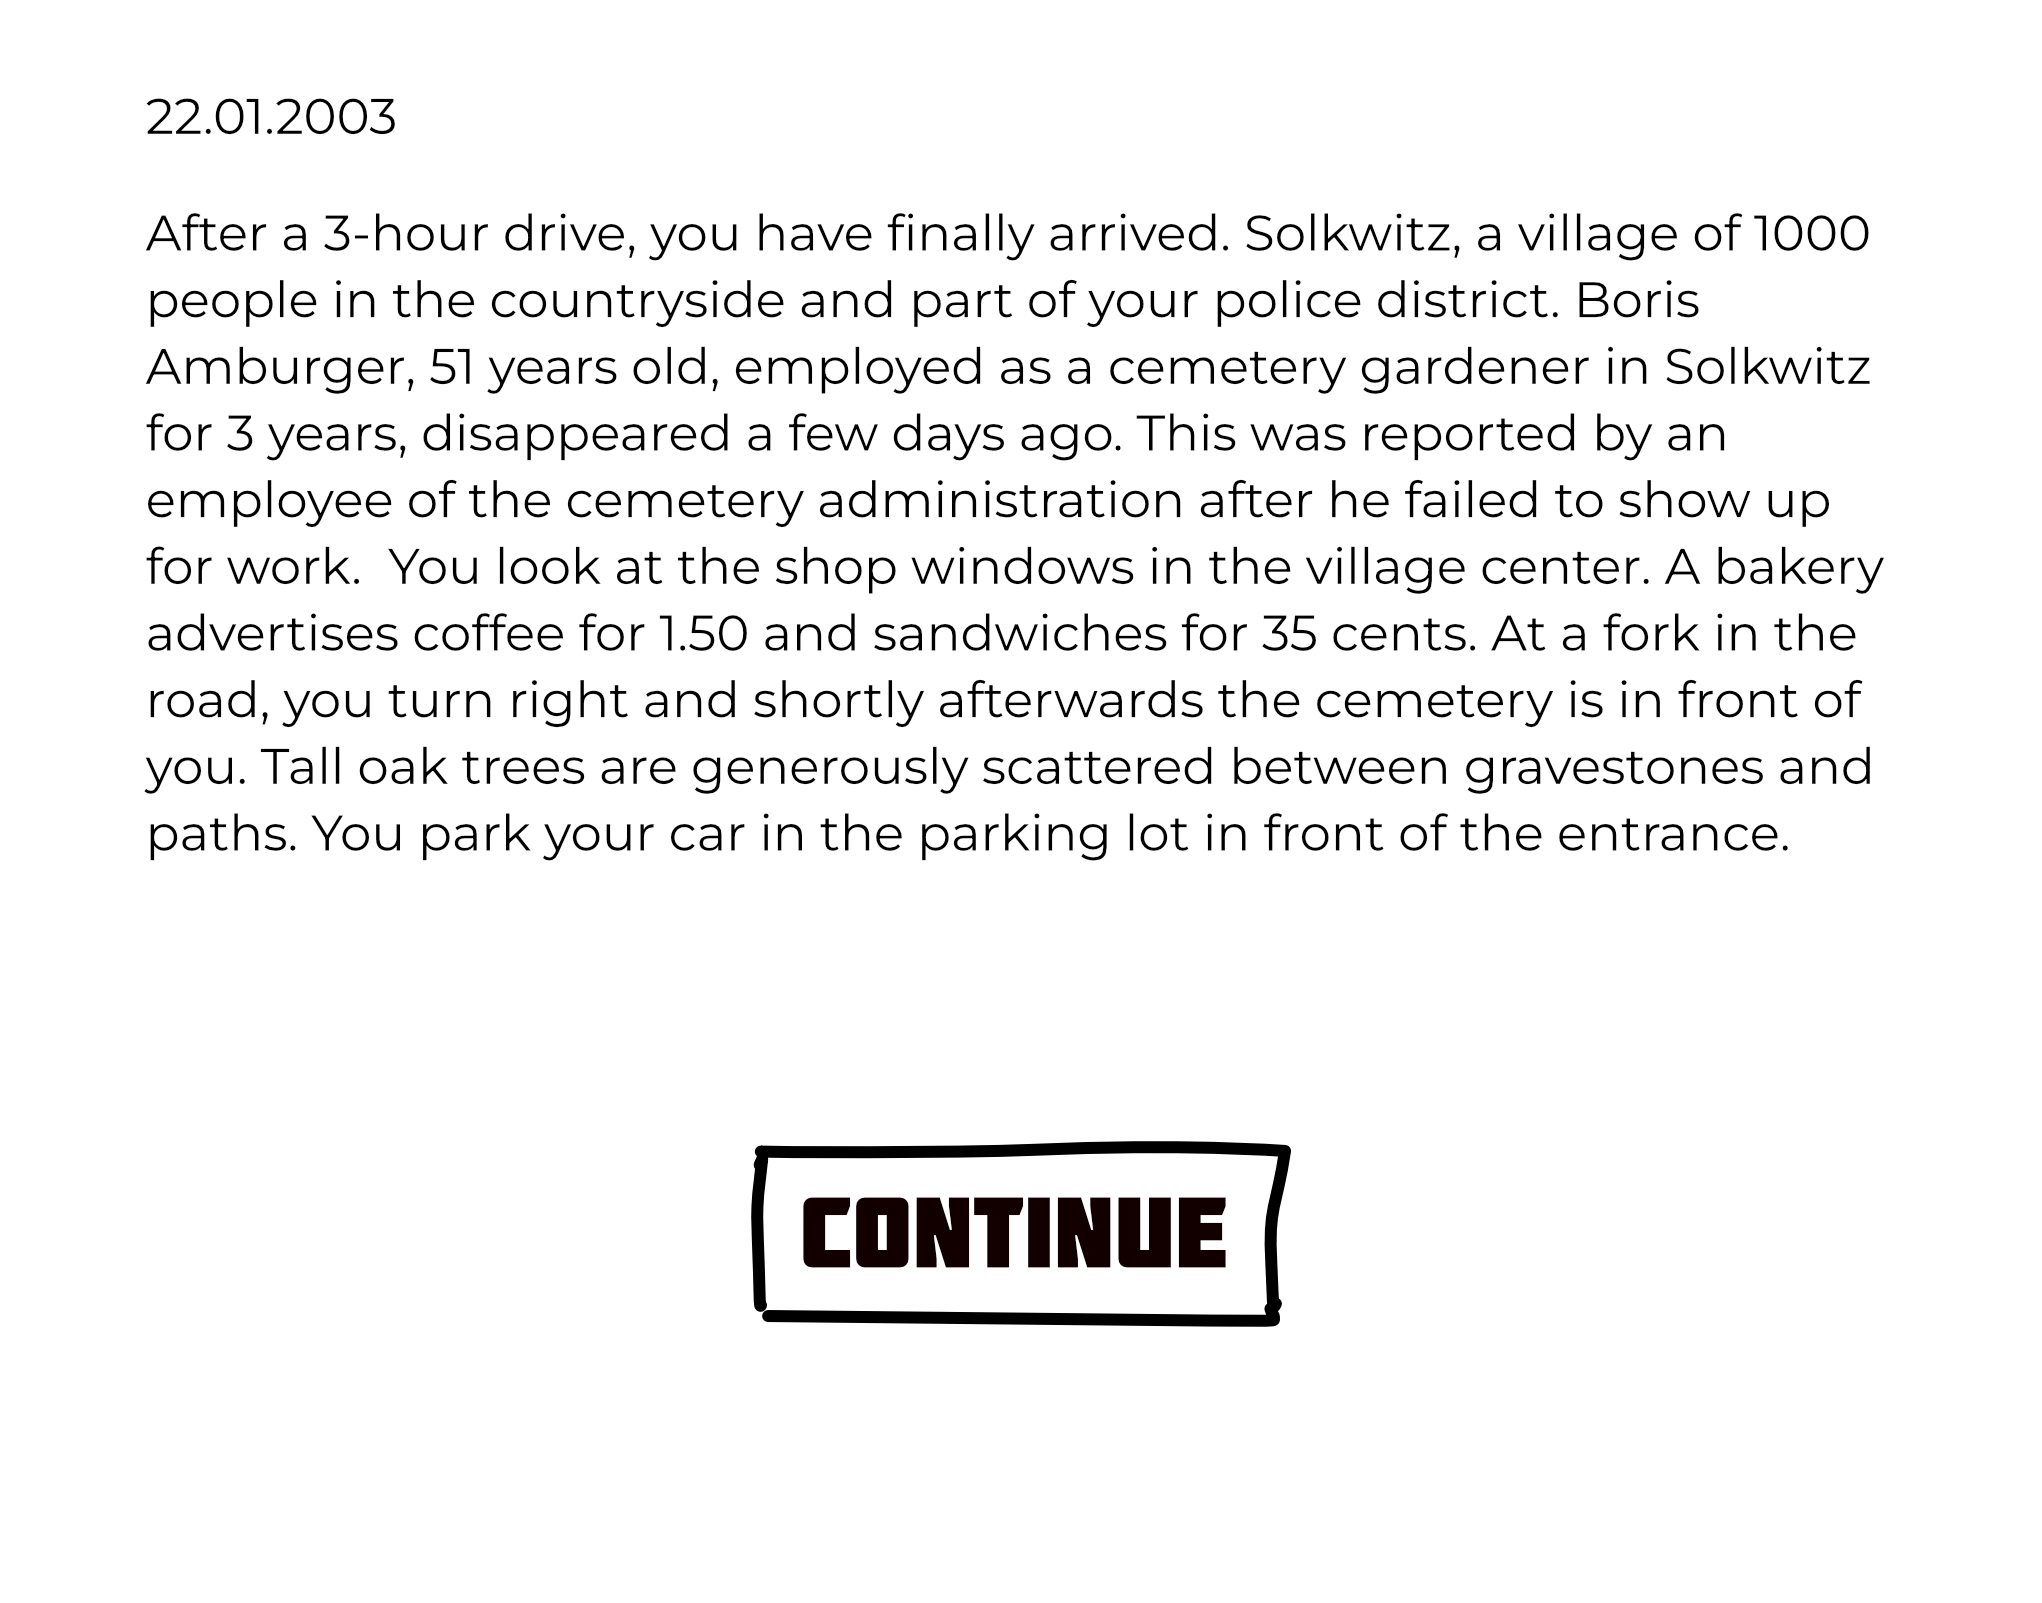 22.01.2003
After a 3-hour drive, you have finally arrived. Solkwitz, a village of 1000
people in the countryside and part of your police district. Boris
Amburger, 51 years old, employed as a cemetery gardener in Solkwitz
for 3 years, disappeared a few days ago. This was reported by an
employee of the cemetery administration after he failed to show up
for work.  You look at the shop windows in the village center. A bakery
advertises coffee for 1.50 and sandwiches for 35 cents. At a fork in the
road, you turn right and shortly afterwards the cemetery is in front of
you. Tall oak trees are generously scattered between gravestones and
paths. You park your car in the parking lot in front of the entrance.
CONTINUE